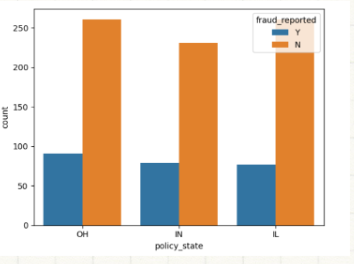 fraud_reported
Y
N
250
200
150
100
50
0
count
OH
IN
IL
policy_state